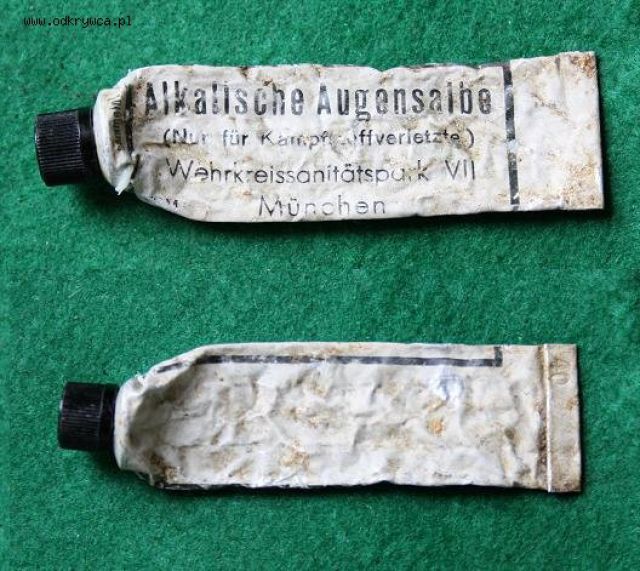 www.odkrywca.pl
Alkalische Augensalbe
(Nur für Kampfstoffverletzte)
Wehrkreissanitätspark VII
München